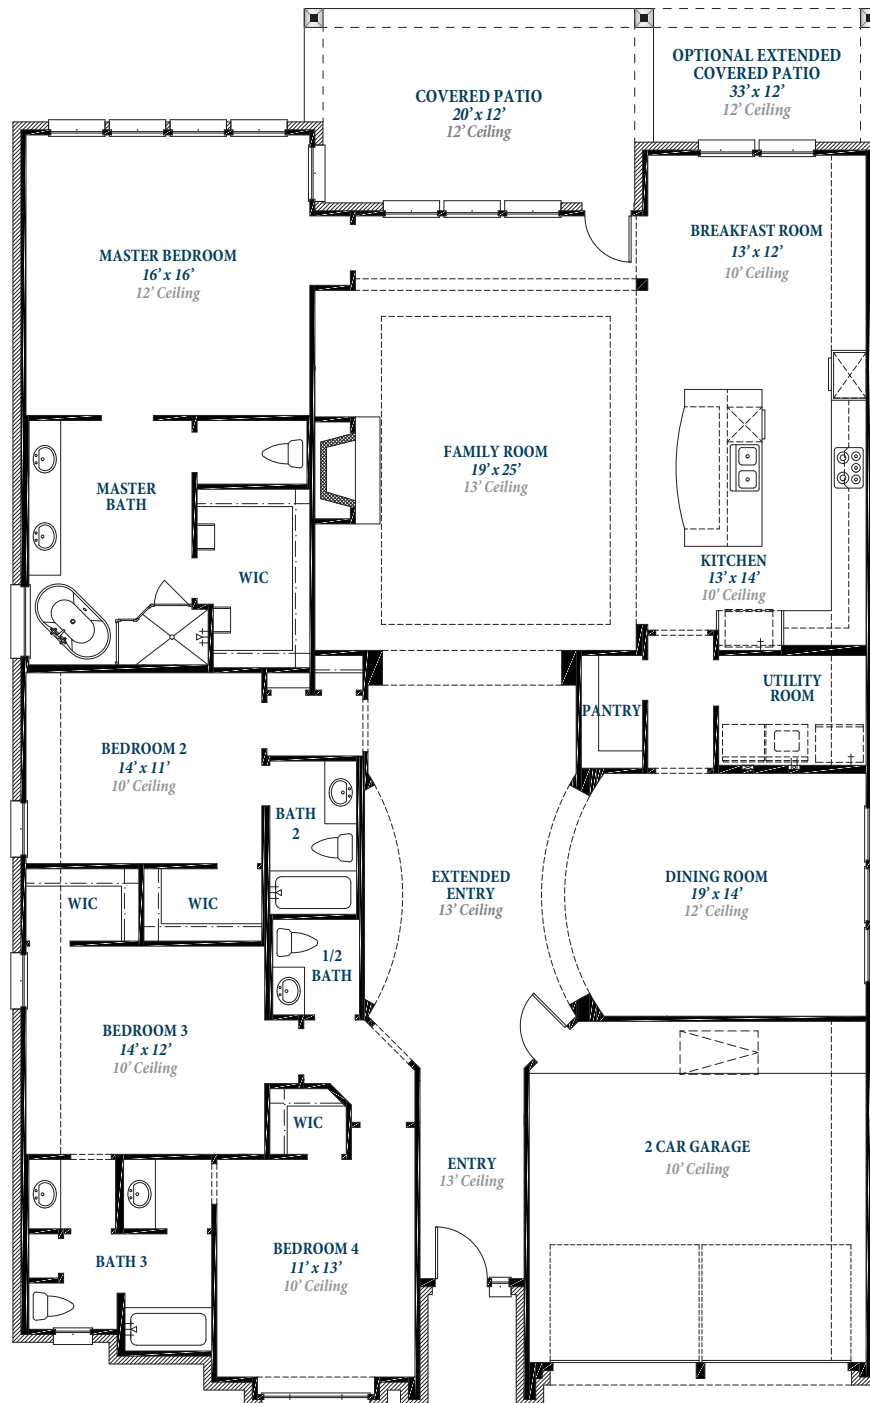 OPTIONAL EXTENDED
COVERED PATIO
33' x 12'
12' Ceiling
COVERED PATIO
20' x 12'
12' Ceiling
MASTER BEDROOM
16' x 16'
12' Ceiling
BREAKFAST ROOM
13' x 12'
10' Ceiling
FAMILY ROOM
19' x 25'
13' Ceiling
MASTER
BATH
WIC
KITCHEN
13' x 14'
10' Ceiling
UTILITY
ROOM
PANTRY
BEDROOM 2
14' x 11'
10' Ceiling
BATH
2
EXTENDED
ENTRY
13' Ceiling
DINING ROOM
19' x 14'
12' Ceiling
WIC
WIC
1/2
BATH
BEDROOM 3
14' x 12'
10' Ceiling
WIC
ENTRY
13' Ceiling
2 CAR GARAGE
10' Ceiling
BATH 3
BEDROOM 4
11' x 13'
10' Ceiling